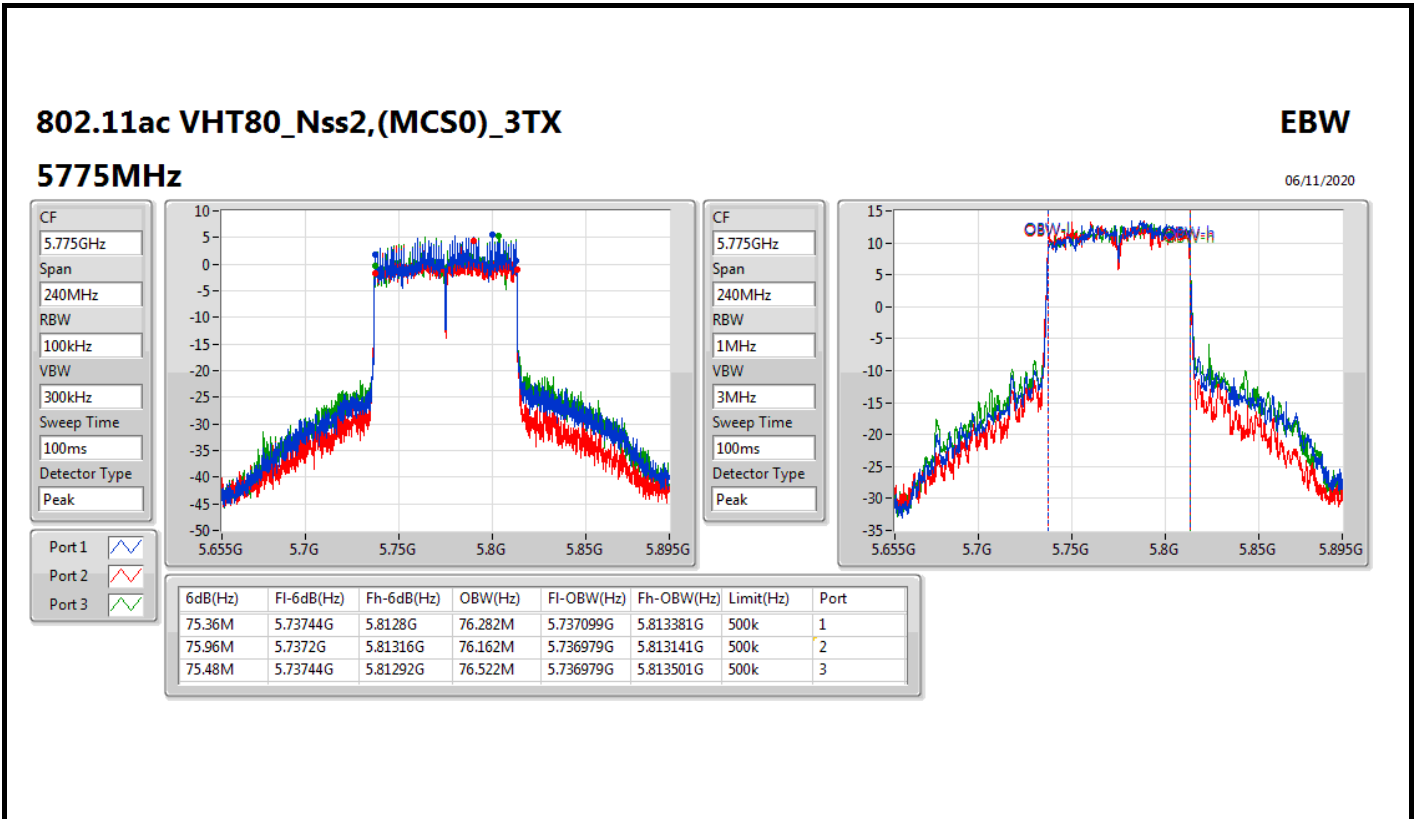 802.11ac VHT80_Nss2,(MCS0)_3TX
EBW
5775MHz
06/11/2020
CF
5.775GHz
Span
240MHz
RBW
100kHz
VBW
300kHz
Sweep Time
100ms
Detector Type
Peak
Port 1
Port 2
Port 3
10
5
0
-5
-10
-15
-20
-25
-30
-35
-40
-45
-50
5.655G 5.7G 5.75G 5.8G 5.85G 5.895G
CF
5.775GHz
Span
240MHz
RBW
1MHz
VBW
3MHz
Sweep Time
100ms
Detector Type
Peak
15
10
5
0
-5
-10
-15
-20
-25
-30
-35
OBW-l OBW-h
5.655G 5.7G 5.75G 5.8G 5.85G 5.895G
6dB(Hz) Fl-6dB(Hz) Fh-6dB(Hz) OBW(Hz) Fl-OBW(Hz) Fh-OBW(Hz) Limit(Hz) Port
75.36M 5.73744G 5.8128G 76.282M 5.737099G 5.813381G 500k 1
75.96M 5.7372G 5.81316G 76.162M 5.736979G 5.813141G 500k 2
75.48M 5.73744G 5.81292G 76.522M 5.736979G 5.813501G 500k 3